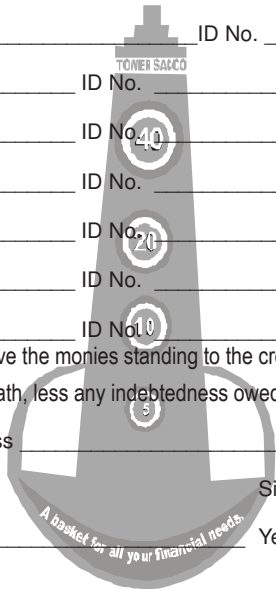 ID No.
TOWER SACCO
ID No.
ID No.
40
ID No.
ID No.
20
ID No.
ID No.
10
ve the monies standing to the cre
ath, less any indebtedness owed
5
ss
Si
A basket for all your financial needs.
Ye